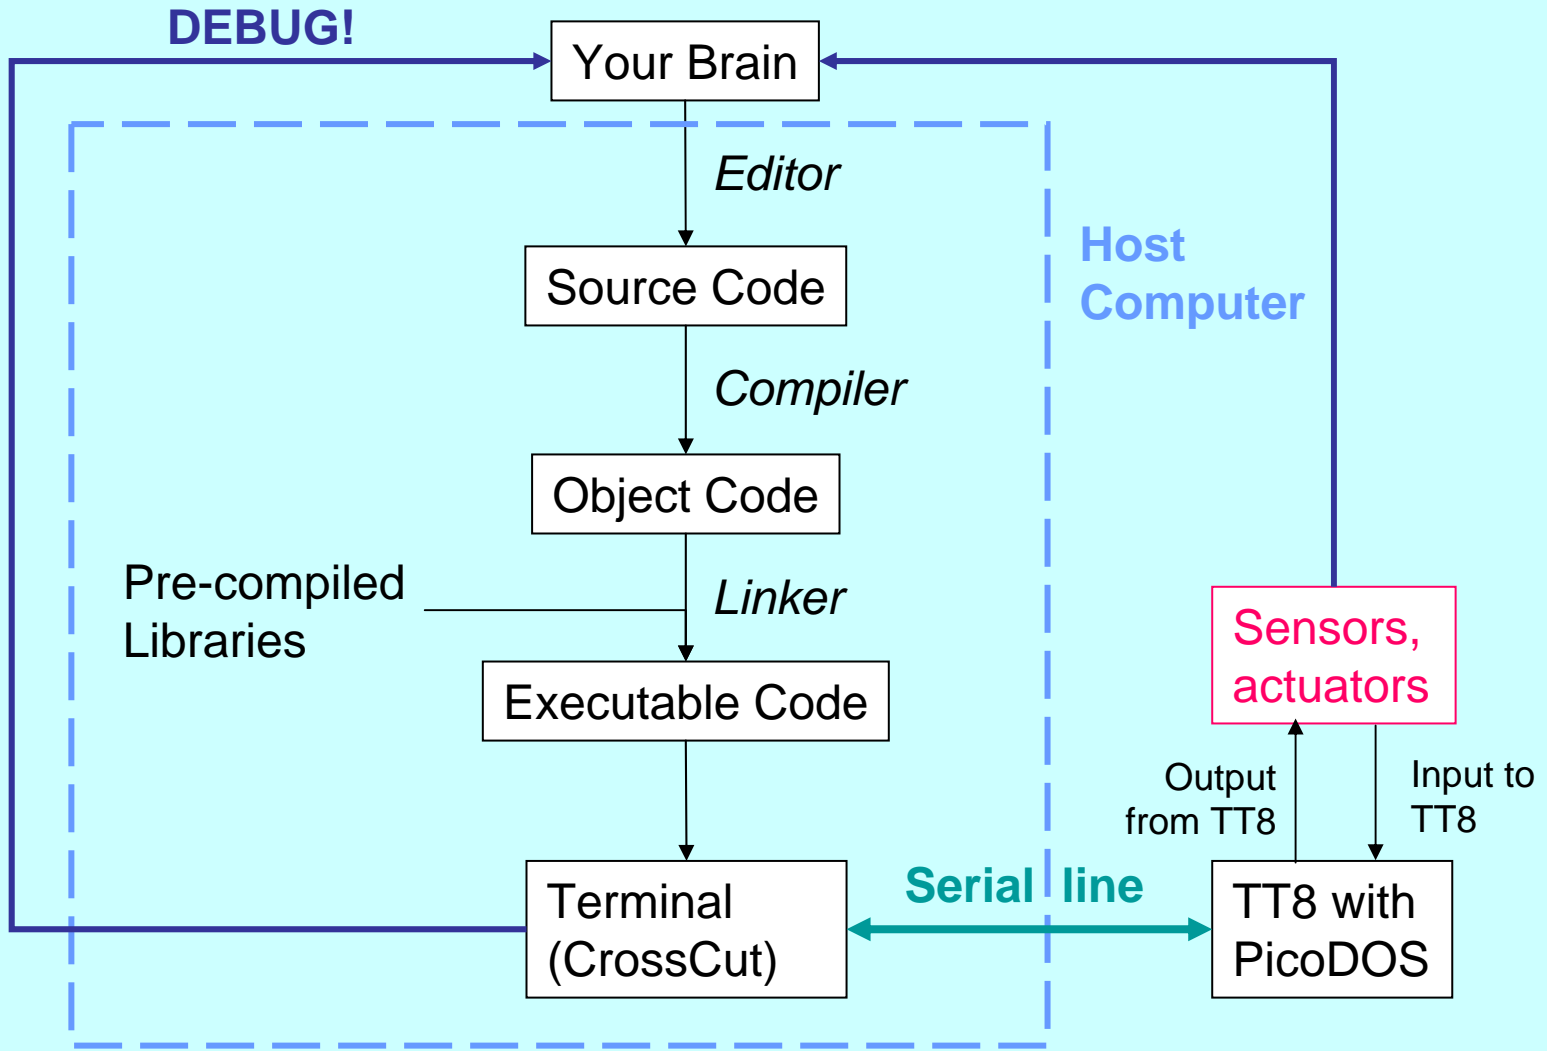 DEBUG!
Your Brain
Editor
Host
Computer
Source Code
Compiler
Object Code
Pre-compiled
Libraries
Linker
Sensors,
actuators
Executable Code
Output
from TT8
Input to
TT8
Terminal
(CrossCut)
Serial line
TT8 with
PicoDOS